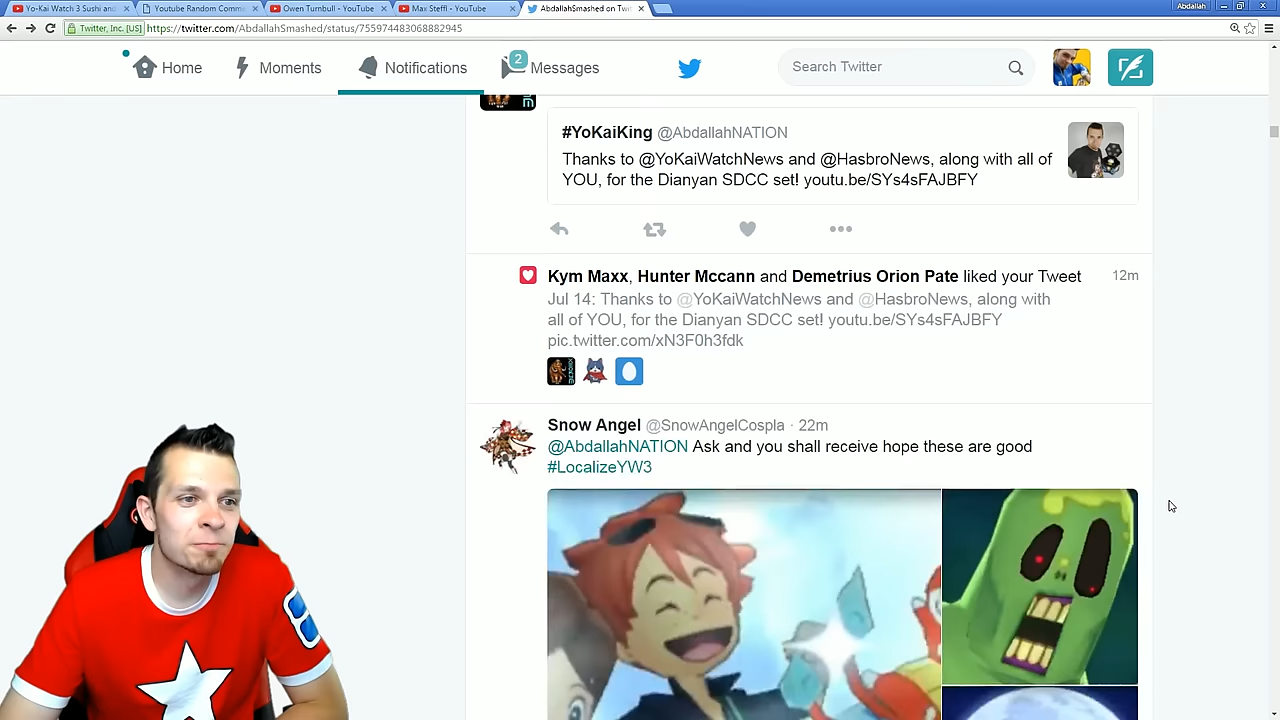 Yo-Kai Watch 3 Sushi and
Youtube Random Comme
Owen Turnbull - YouTube
Max Steffl - YouTube
AbdallahSmashed on Twi
Abdallah
Twitter, Inc. [US]
https://twitter.com/AbdallahSmashed/status/755974483068882945
Home
Moments
Notifications
2
Messages
Search Twitter
#YoKaiKing @AbdallahNATION
Thanks to @YoKaiWatchNews and @HasbroNews, along with all of
YOU, for the Dianyan SDCC set! youtu.be/SYs4sFAJBFY
Kym Maxx, Hunter Mccann and Demetrius Orion Pate liked your Tweet
12m
Jul 14: Thanks to @YoKaiWatchNews and @HasbroNews, along with
all of YOU, for the Dianyan SDCC set! youtu.be/SYs4sFAJBFY
pic.twitter.com/xN3F0h3fdk
Snow Angel @SnowAngelCospla · 22m
@AbdallahNATION Ask and you shall receive hope these are good
#LocalizeYW3